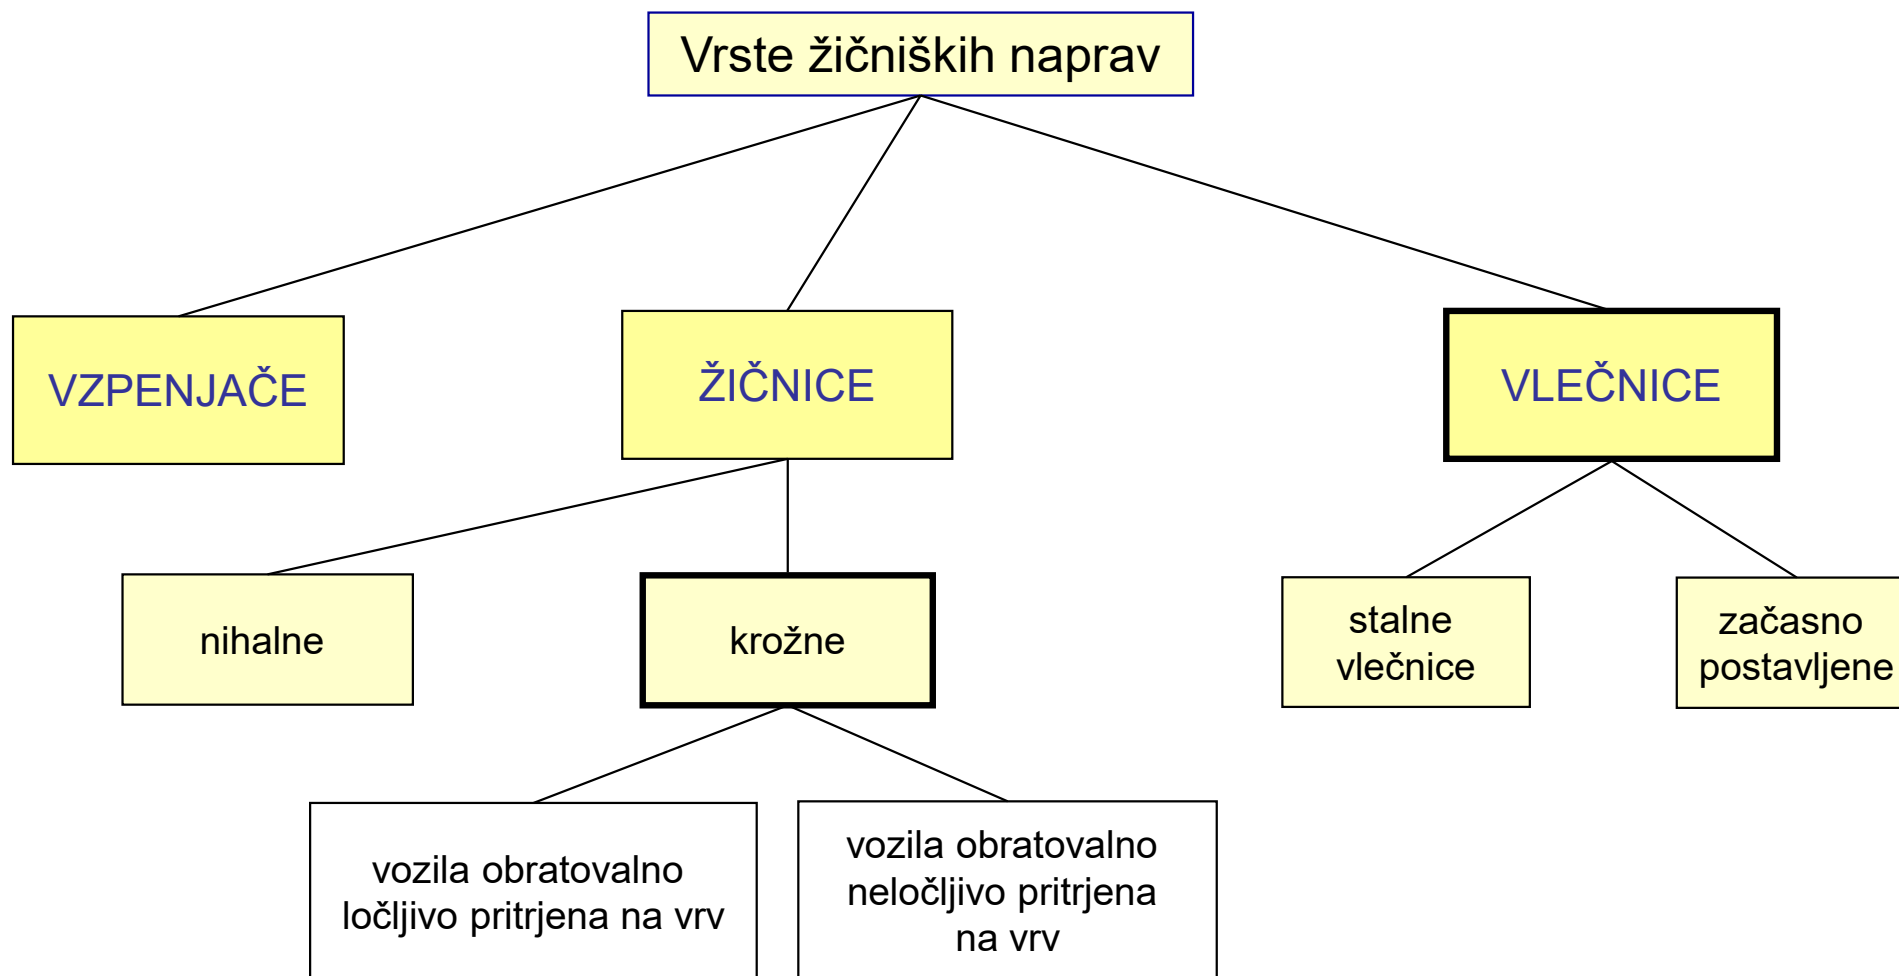 Vrste žičniških naprav
VZPENJAČE
ŽIČNICE
VLEČNICE
nihalne
krožne
stalne
vlečnice
začasno
postavljene
vozila obratovalno
ločljivo pritrjena na vrv
vozila obratovalno
neločljivo pritrjena
na vrv